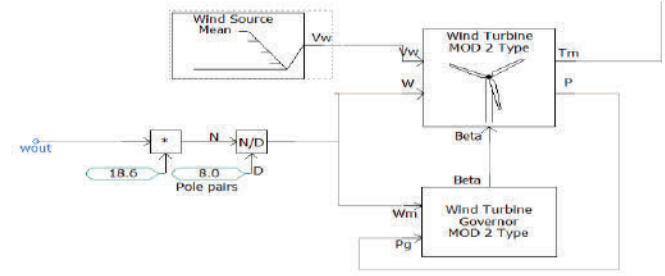 Wind Source
Mean
Vw
Wind Turbine
MOD 2 Type
Vw
Tm
W
P
Beta
wout
*
N
N/D
D
18.6
8.0
Pole pairs
Beta
Wm
Pg
Wind Turbine
Governor
MOD 2 Type